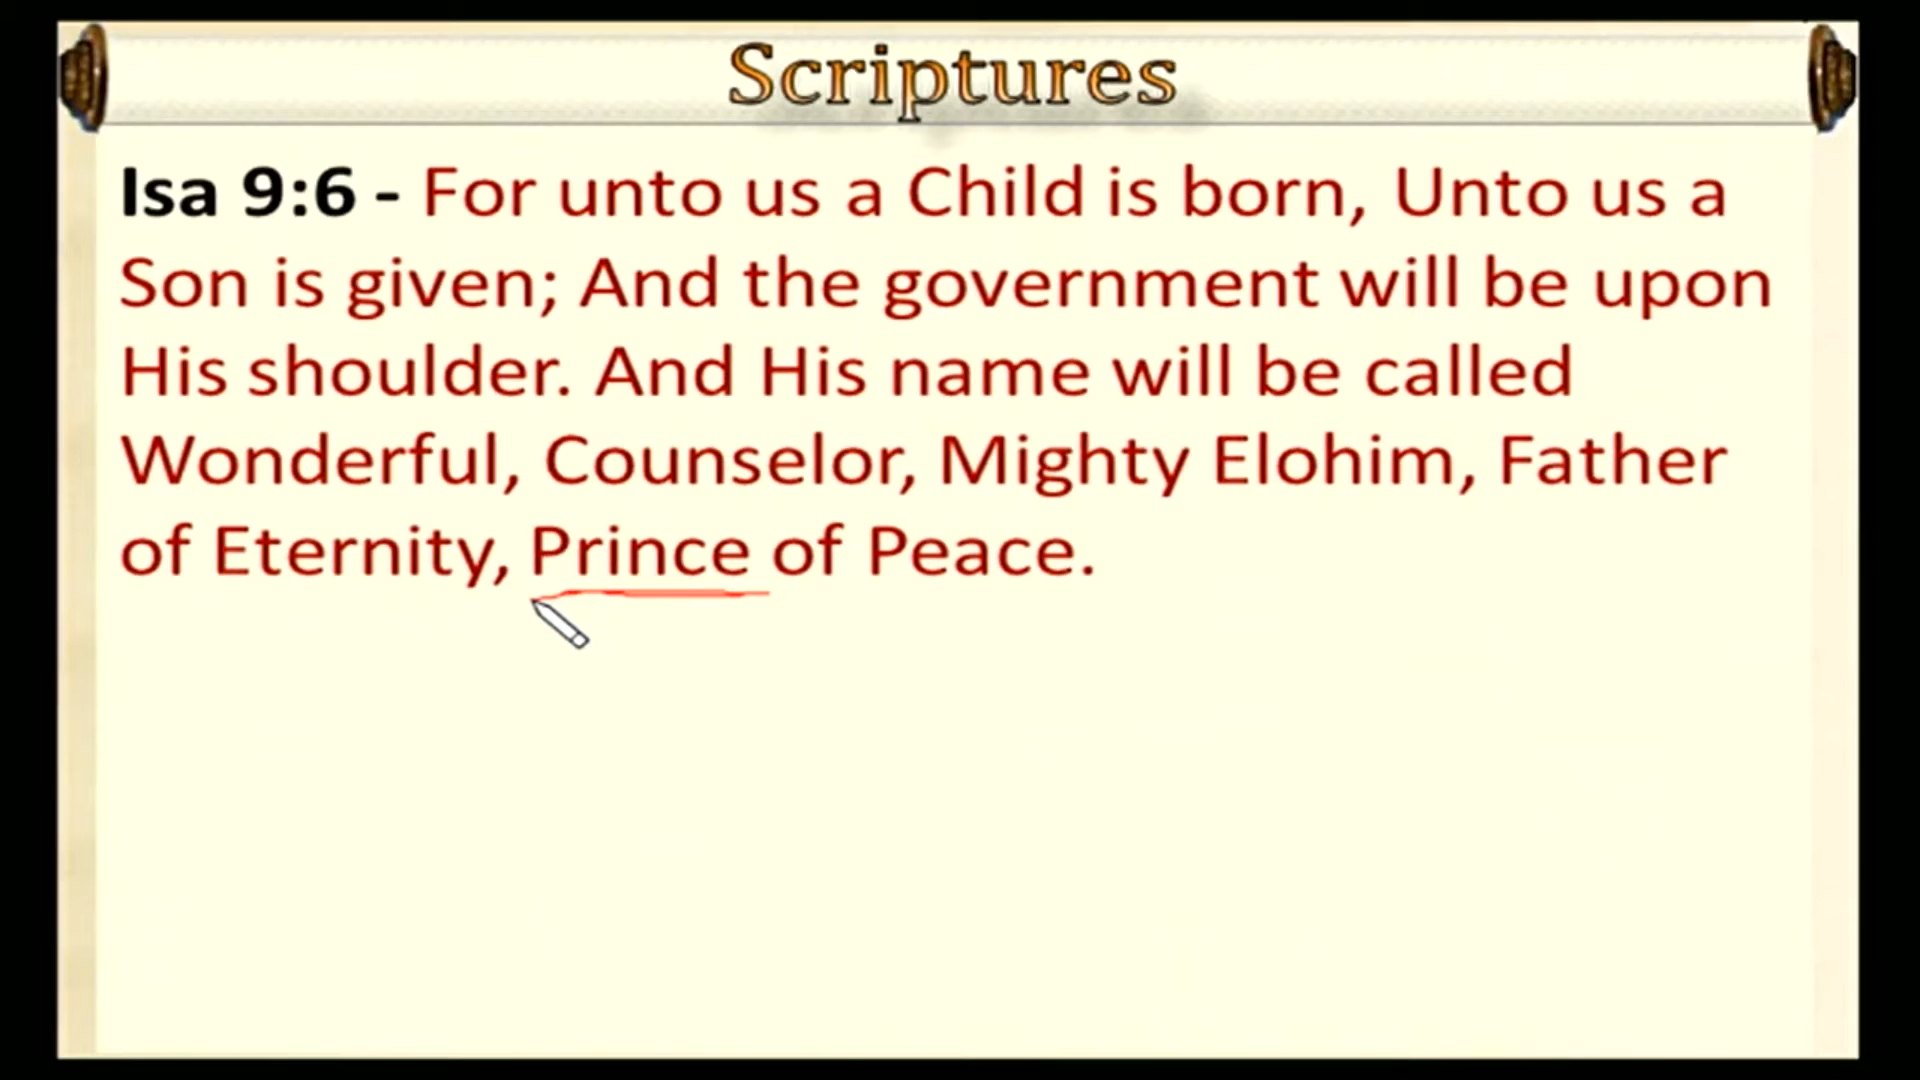 Scriptures
Isa 9:6 - For unto us a Child is born, Unto us a
Son is given; And the government will be upon
His shoulder. And His name will be called
Wonderful, Counselor, Mighty Elohim, Father
of Eternity, Prince of Peace.